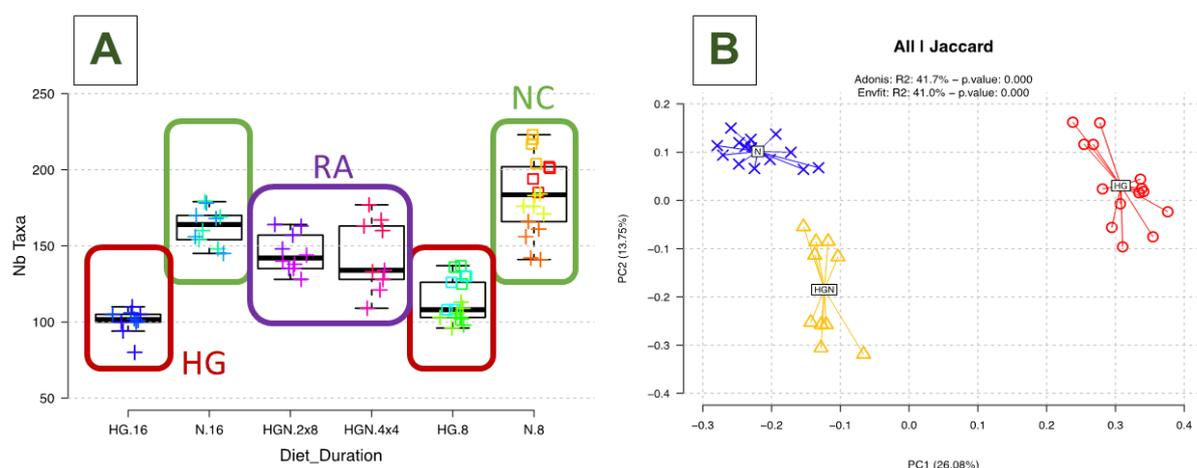 A
250
200
150
100
50
Nb Taxa
NC
RA
HG
HG.16 N.16 HGN.2x8 HGN.4x4 HG.8 N.8
Diet_Duration
B
All | Jaccard
Adonis: R2: 41.7% – p.value: 0.000
Envfit: R2: 41.0% – p.value: 0.000
0.2
0.1
0.0
−0.1
−0.2
−0.3
−0.4
PC2 (13.75%)
N
HG
HGN
−0.3 −0.2 −0.1 0.0 0.1 0.2 0.3 0.4
PC1 (26.08%)